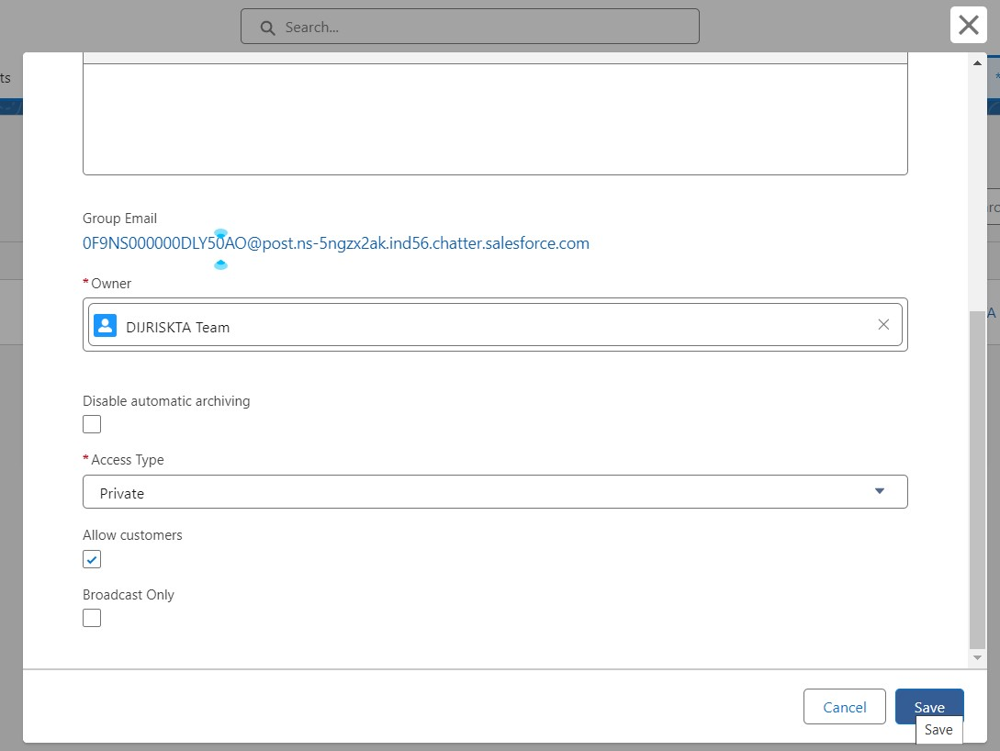 Search...
ts
Group Email
0F9NS000000DLY50AO@post.ns-5ngzx2ak.ind56.chatter.salesforce.com
* Owner
DIJRISKTA Team
A
Disable automatic archiving
* Access Type
Private
Allow customers
Broadcast Only
Cancel
Save
Save